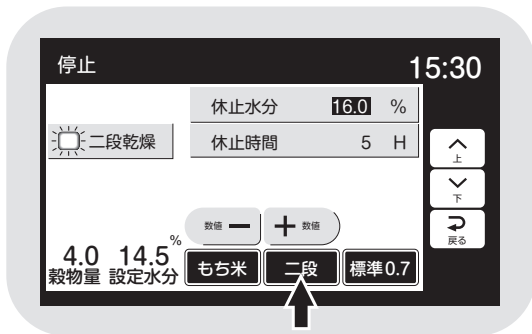 停止 15:30
休止水分 16.0 %
二段乾燥 休止時間 5 H
上
下
数値 － ＋ 数値
戻る
4.0 14.5%
穀物量 設定水分 もち米 二段 標準0.7